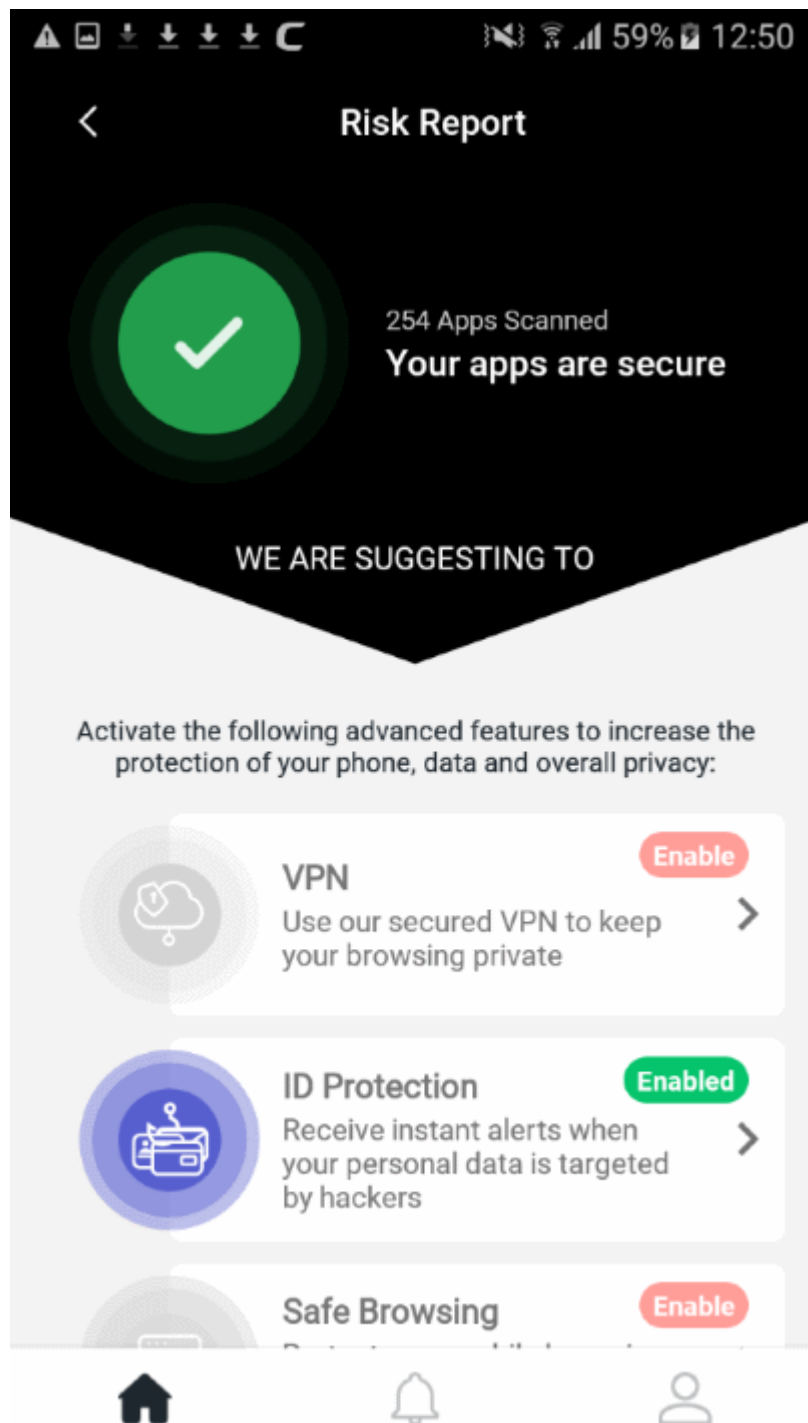 59% 12:50
Risk Report
254 Apps Scanned
Your apps are secure
WE ARE SUGGESTING TO
Activate the following advanced features to increase the
protection of your phone, data and overall privacy:
Enable
VPN
Use our secured VPN to keep
your browsing private
Enabled
ID Protection
Receive instant alerts when
your personal data is targeted
by hackers
Enable
Safe Browsing